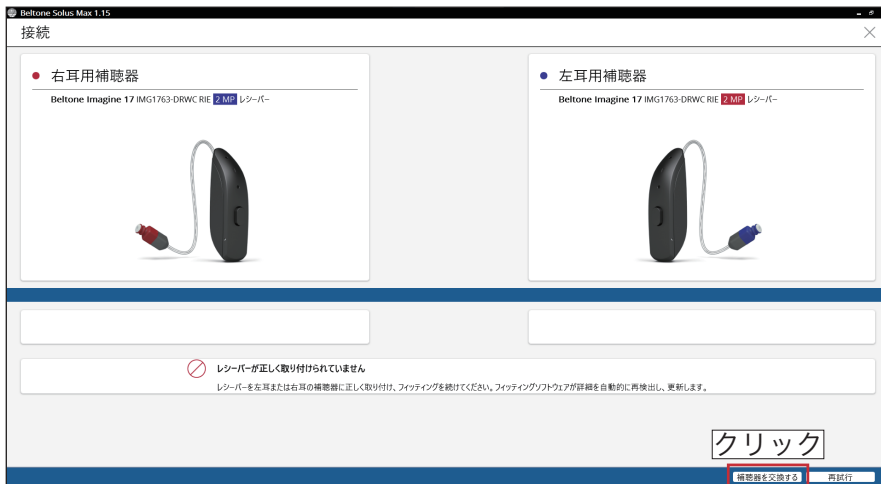 Beltone Solus Max 1.15
接続
右耳用補聴器
Beltone Imagine 17 IMG1763-DRWC RIE 2 MP レシーバー
左耳用補聴器
Beltone Imagine 17 IMG1763-DRWC RIE 2 MP レシーバー
レシーバーが正しく取り付けられていません
レシーバーを左耳または右耳の補聴器に正しく取り付け、フィッティングを続けてください。フィッティングソフトウェアが詳細を自動的に再検出し、更新します。
クリック
補聴器を交換する 再試行